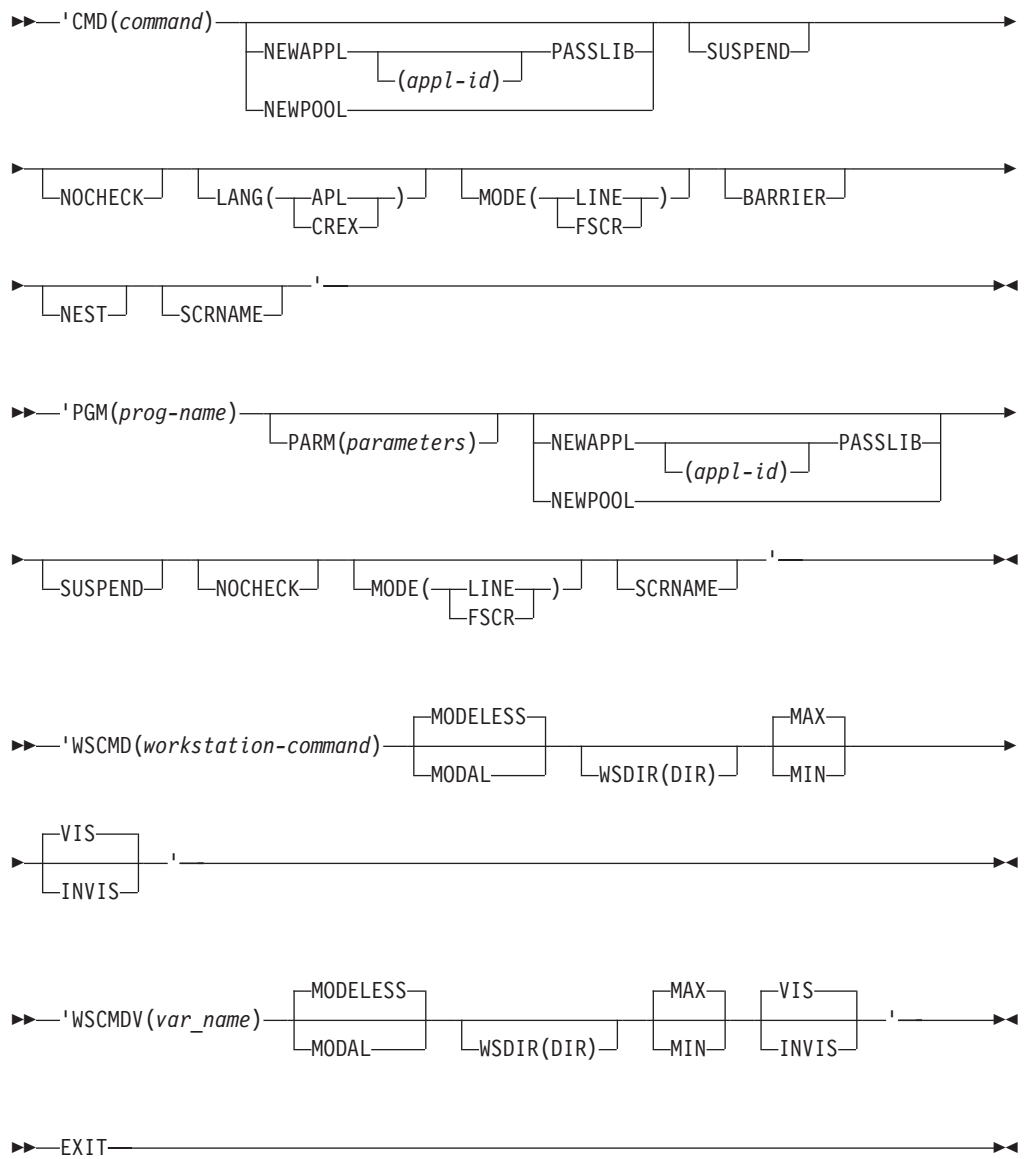 'CMD(command) NEWAPPL (appl-id) PASSLIB NEWPOOL SUSPEND
NOCHECK LANG( APL CREX ) MODE( LINE FSCR ) BARRIER
NEST SCRNAME '
'PGM(prog-name) PARM(parameters) NEWAPPL (appl-id) PASSLIB NEWPOOL
SUSPEND NOCHECK MODE( LINE FSCR ) SCRNAME '
'WSCMD(workstation-command) MODELESS MODAL WSDIR(DIR) MAX MIN
VIS INVIS '
'WSCMDV(var_name) MODELESS MODAL WSDIR(DIR) MAX MIN VIS INVIS '
EXIT